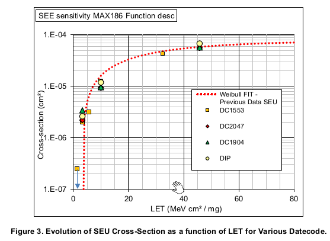 SEE sensitivity MAX186 Function desc
1.E-04
1.E-05
1.E-06
1.E-07
Cross-section (cm²)
Weibull FIT -
Previous Data SEU
DC1553
DC2047
DC1904
DIP
0
20
40
60
80
LET (MeV cm² / mg)
Figure 3. Evolution of SEU Cross-Section as a function of LET for Various Datecode.